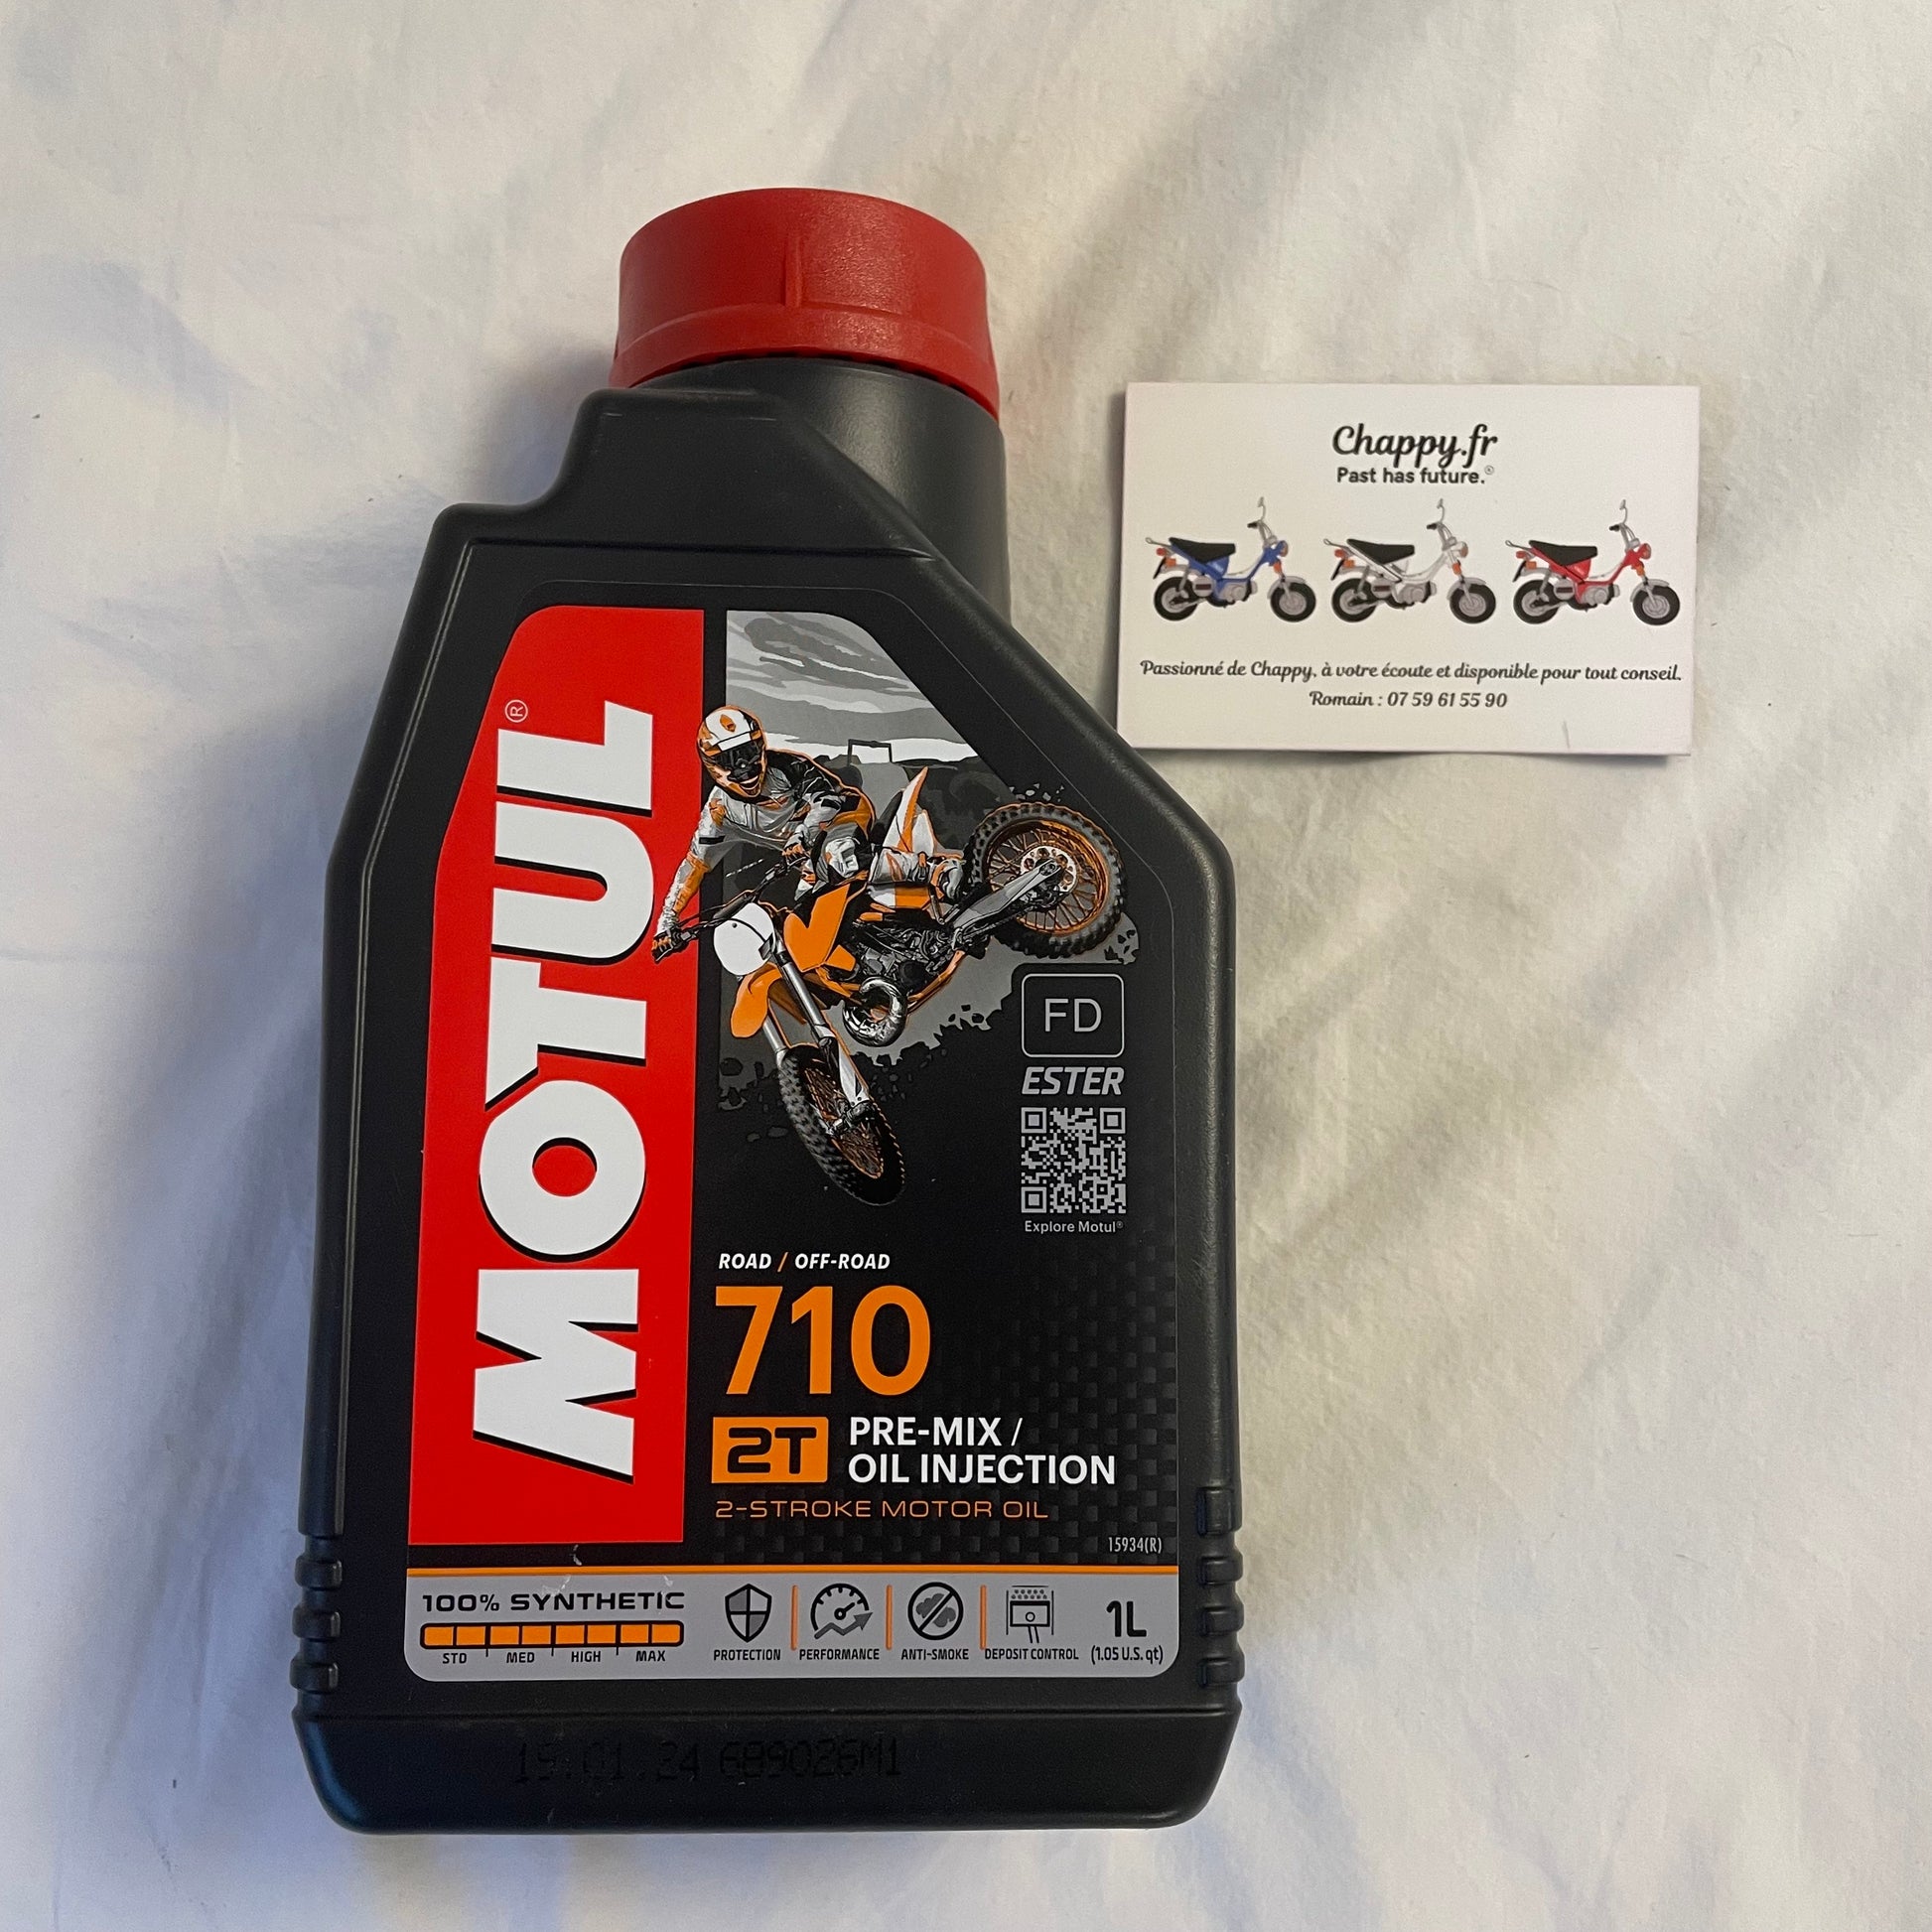 MOTUL®
FD
ESTER
Explore Motul®
ROAD / OFF-ROAD
710
2T
PRE-MIX /
OIL INJECTION
2-STROKE MOTOR OIL
15934(R)
100% SYNTHETIC
STD MED HIGH MAX
PROTECTION
PERFORMANCE
ANTI-SMOKE
DEPOSIT CONTROL
1L
(1.05 U.S. qt)
19.01.24 689026M1
Chappy.fr
Past has future.®
Passionné de Chappy, à votre écoute et disponible pour tout conseil.
Romain : 07 59 61 55 90